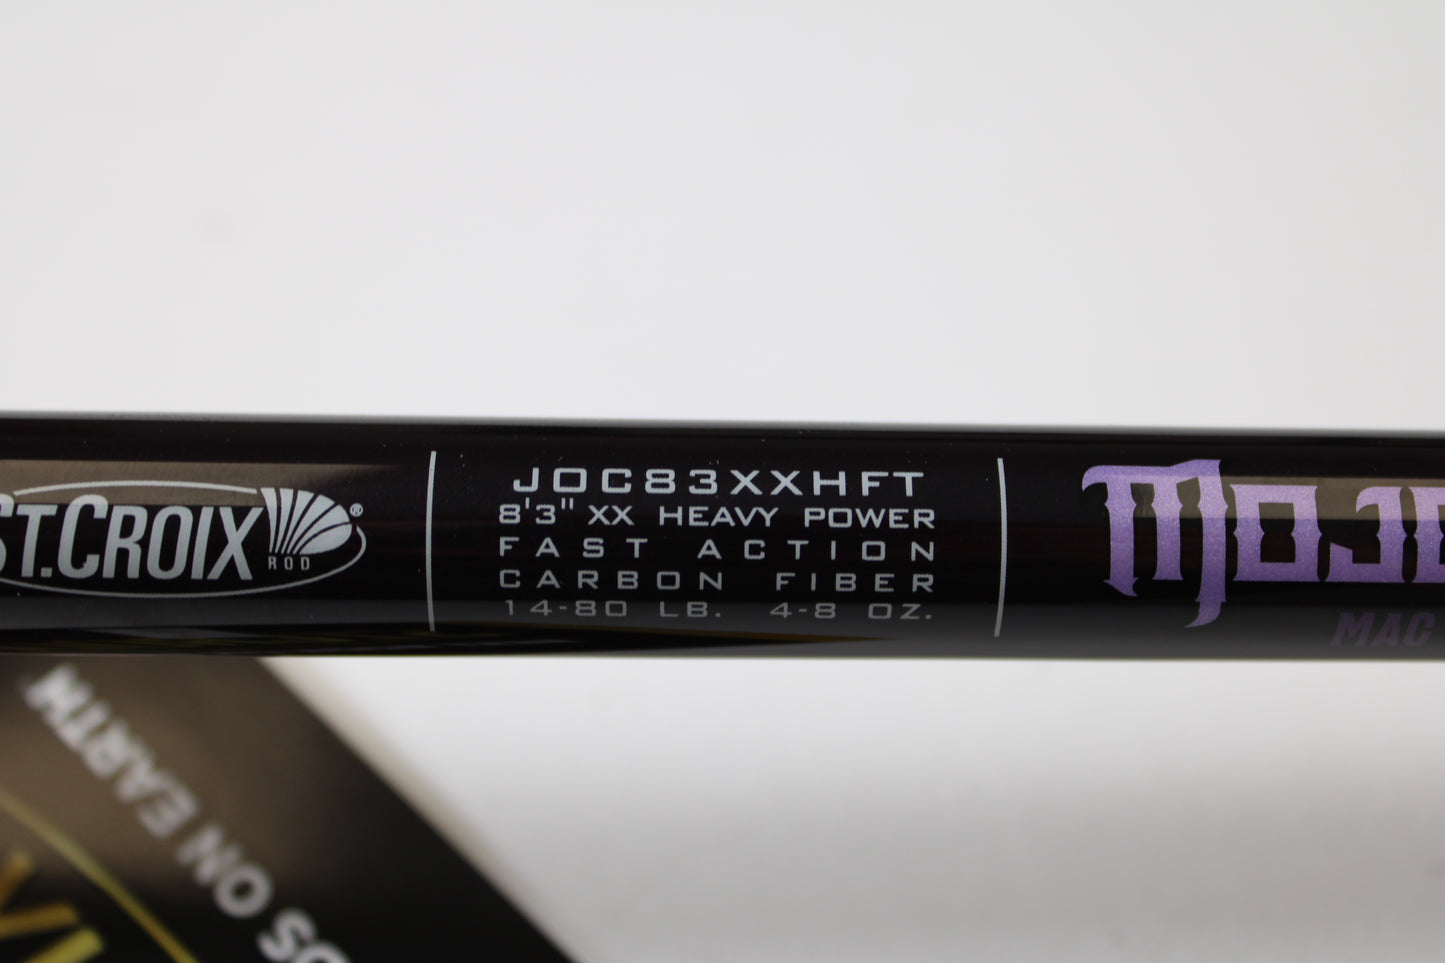 ST.CROIX®
ROD
JOC83XXHFT
8'3" XX HEAVY POWER
FAST ACTION
CARBON FIBER
14-80 LB. 4-8 OZ.
MOJO
MAG
ON EARTH